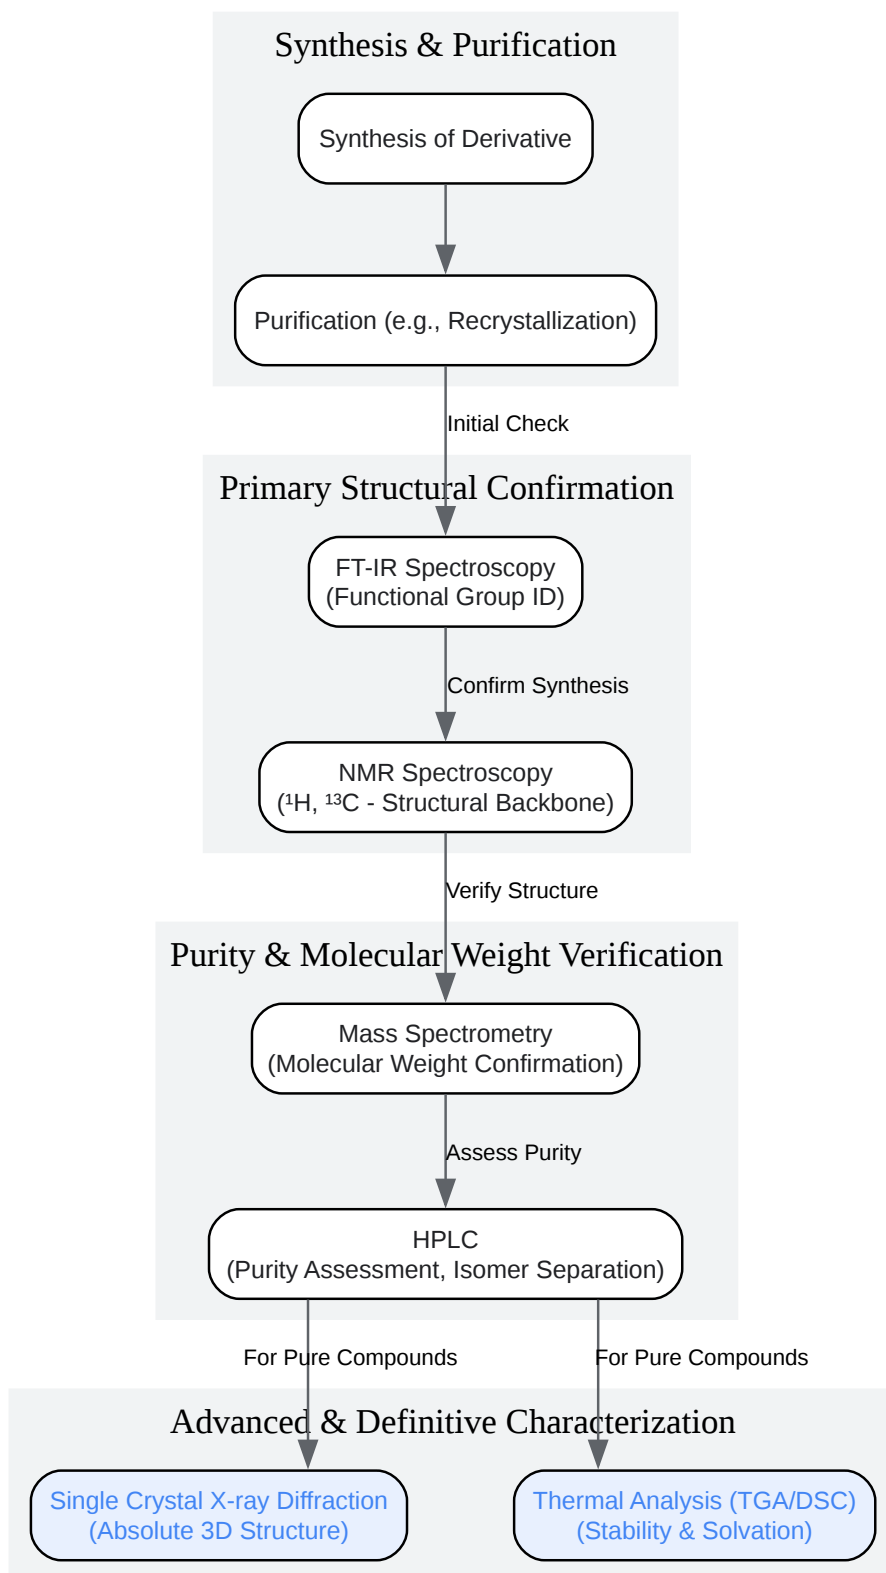 Synthesis & Purification
Synthesis of Derivative
Purification (e.g., Recrystallization)
Initial Check
Primary Structural Confirmation
FT-IR Spectroscopy
(Functional Group ID)
Confirm Synthesis
NMR Spectroscopy
(¹H, ¹³C - Structural Backbone)
Verify Structure
Purity & Molecular Weight Verification
Mass Spectrometry
(Molecular Weight Confirmation)
Assess Purity
HPLC
(Purity Assessment, Isomer Separation)
For Pure Compounds
For Pure Compounds
Advanced & Definitive Characterization
Single Crystal X-ray Diffraction
(Absolute 3D Structure)
Thermal Analysis (TGA/DSC)
(Stability & Solvation)